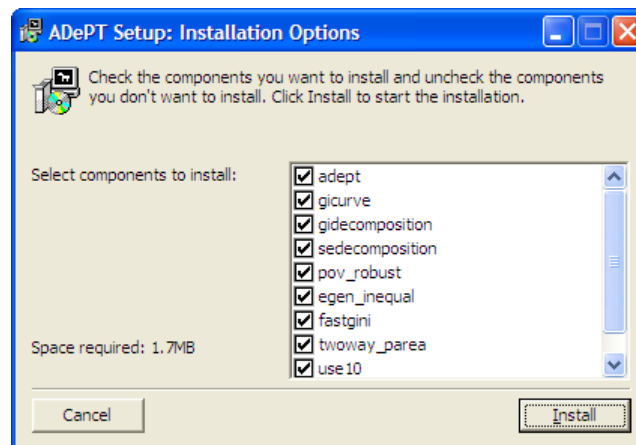 ADePT Setup: Installation Options
Check the components you want to install and uncheck the components
you don't want to install. Click Install to start the installation.
Select components to install:
adept
gicurve
gidecomposition
sedecomposition
pov_robust
egen_inequal
fastgini
twoway_parea
use10
Space required: 1.7MB
Cancel
Install